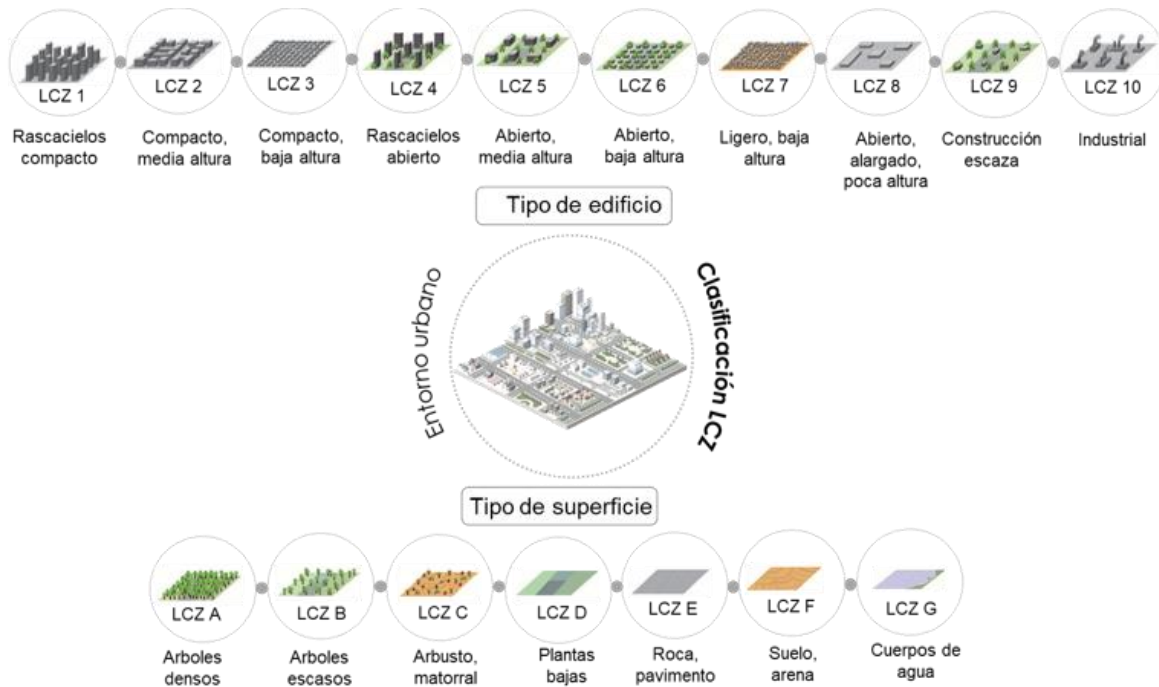 LCZ 1
LCZ 2
LCZ 3
LCZ 4
LCZ 5
LCZ 6
LCZ 7
LCZ 8
LCZ 9
LCZ 10
Rascacielos
compacto
Compacto,
media altura
Compacto,
baja altura
Rascacielos
abierto
Abierto,
media altura
Abierto,
baja altura
Ligero, baja
altura
Abierto,
alargado,
poca altura
Construcción
escaza
Industrial
Tipo de edificio
Entorno urbano
Clasificación LCZ
Tipo de superficie
LCZ A
LCZ B
LCZ C
LCZ D
LCZ E
LCZ F
LCZ G
Arboles
densos
Arboles
escasos
Arbusto,
matorral
Plantas
bajas
Roca,
pavimento
Suelo,
arena
Cuerpos de
agua